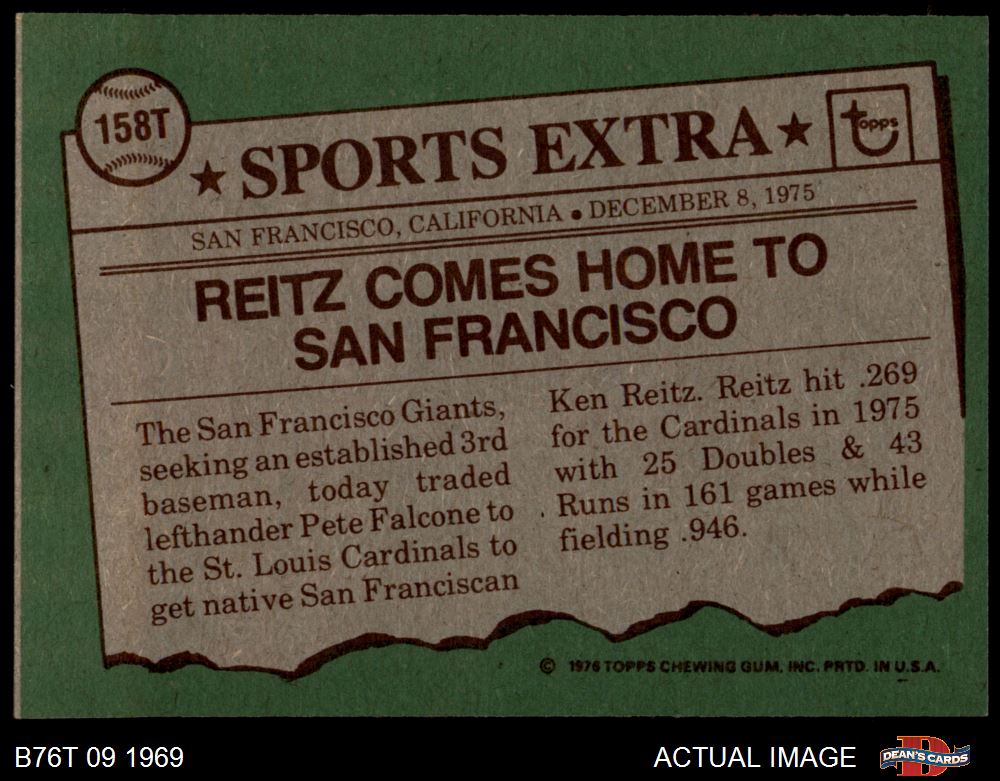 158T
★ SPORTS EXTRA ★
topps
SAN FRANCISCO, CALIFORNIA • DECEMBER 8, 1975
REITZ COMES HOME TO
SAN FRANCISCO
The San Francisco Giants,
seeking an established 3rd
baseman, today traded
lefthander Pete Falcone to
the St. Louis Cardinals to
get native San Franciscan
Ken Reitz. Reitz hit .269
for the Cardinals in 1975
with 25 Doubles & 43
Runs in 161 games while
fielding .946.
© 1976 TOPPS CHEWING GUM, INC. PRTD. IN U.S.A.
B76T 09 1969
ACTUAL IMAGE
D
DEAN'S CARDS